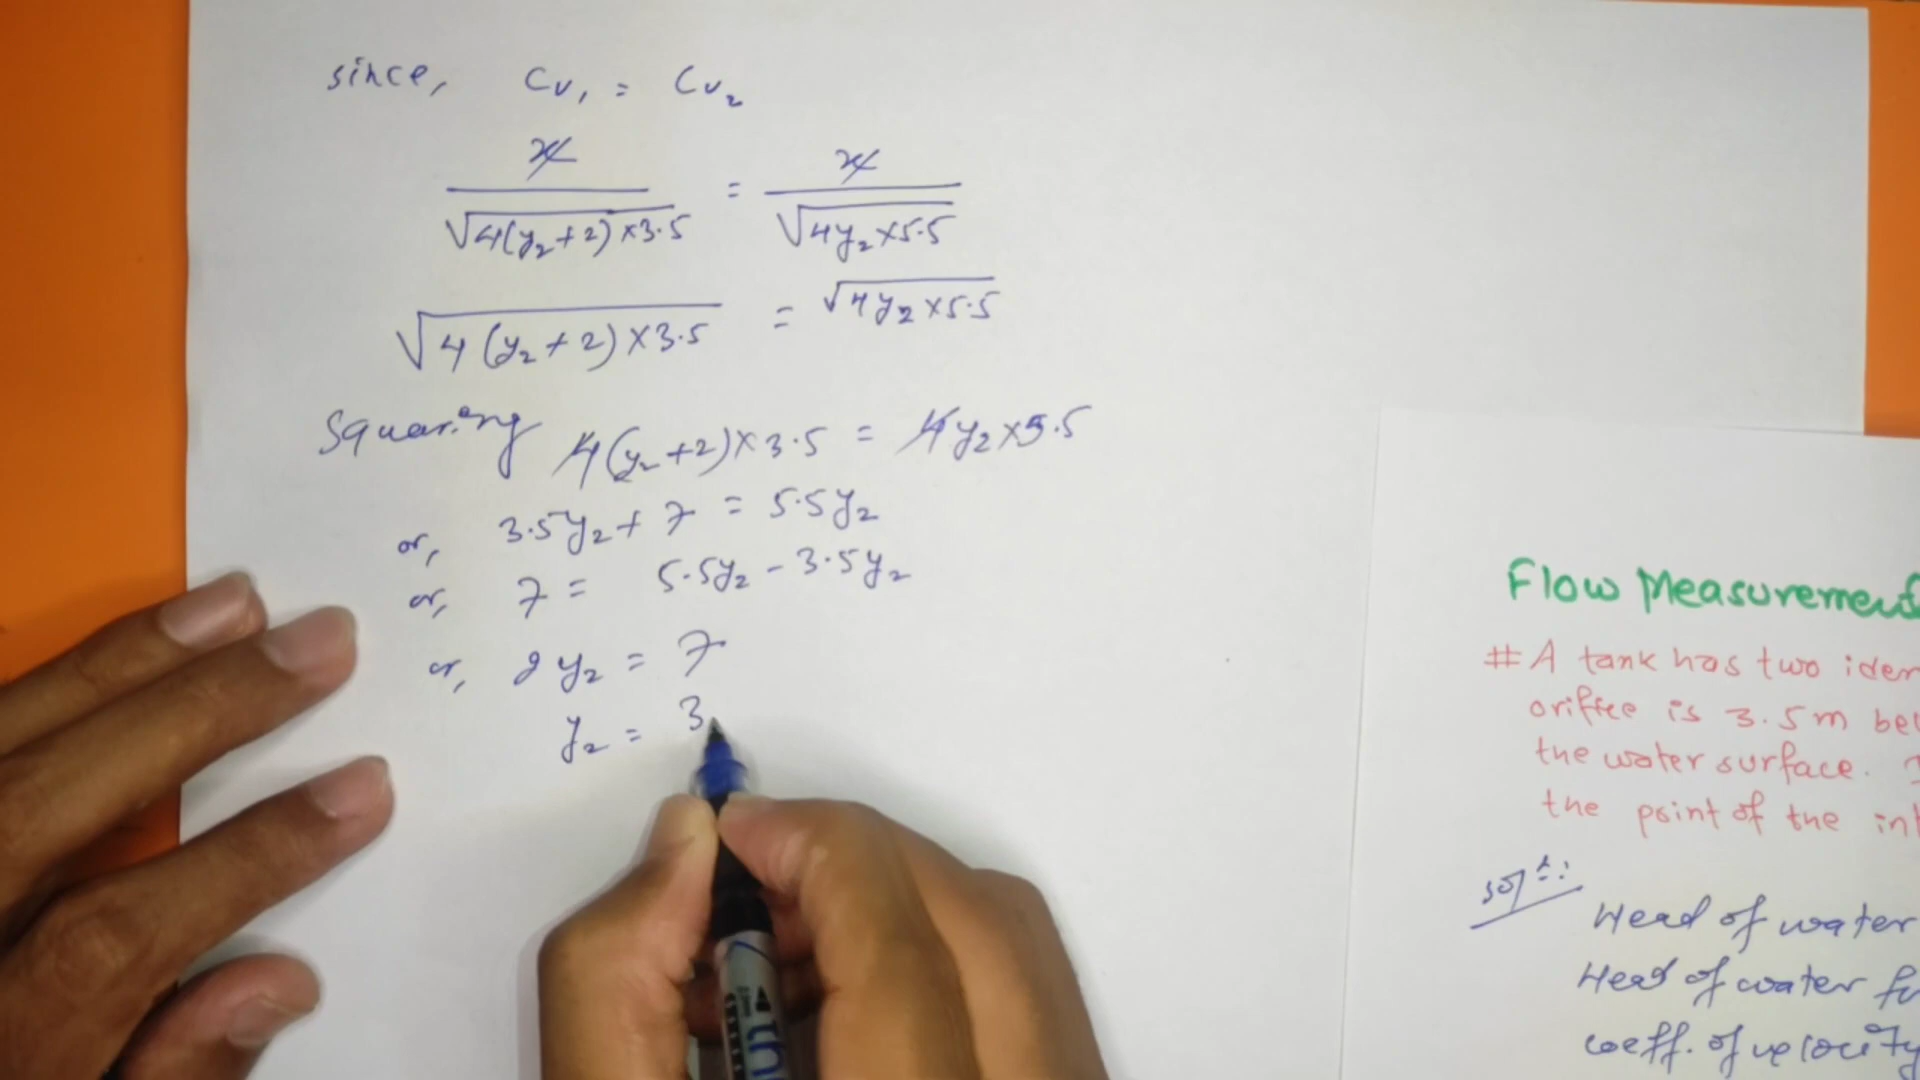 since, Cv₁ = Cv₂
x / √4(y₂+2)×3.5 = x / √4y₂×5.5
√4(y₂+2)×3.5 = √4y₂×5.5
Squaring 4(y₂+2)×3.5 = 4y₂×5.5
or, 3.5y₂+7 = 5.5y₂
or, 7 = 5.5y₂-3.5y₂
or, 2y₂ = 7
y₂ = 3
Flow Measurement
# A tank has two iden
orifice is 3.5m bel
the water surface.
the point of the int
Head of water
Head of water fo
coeff. of velocity